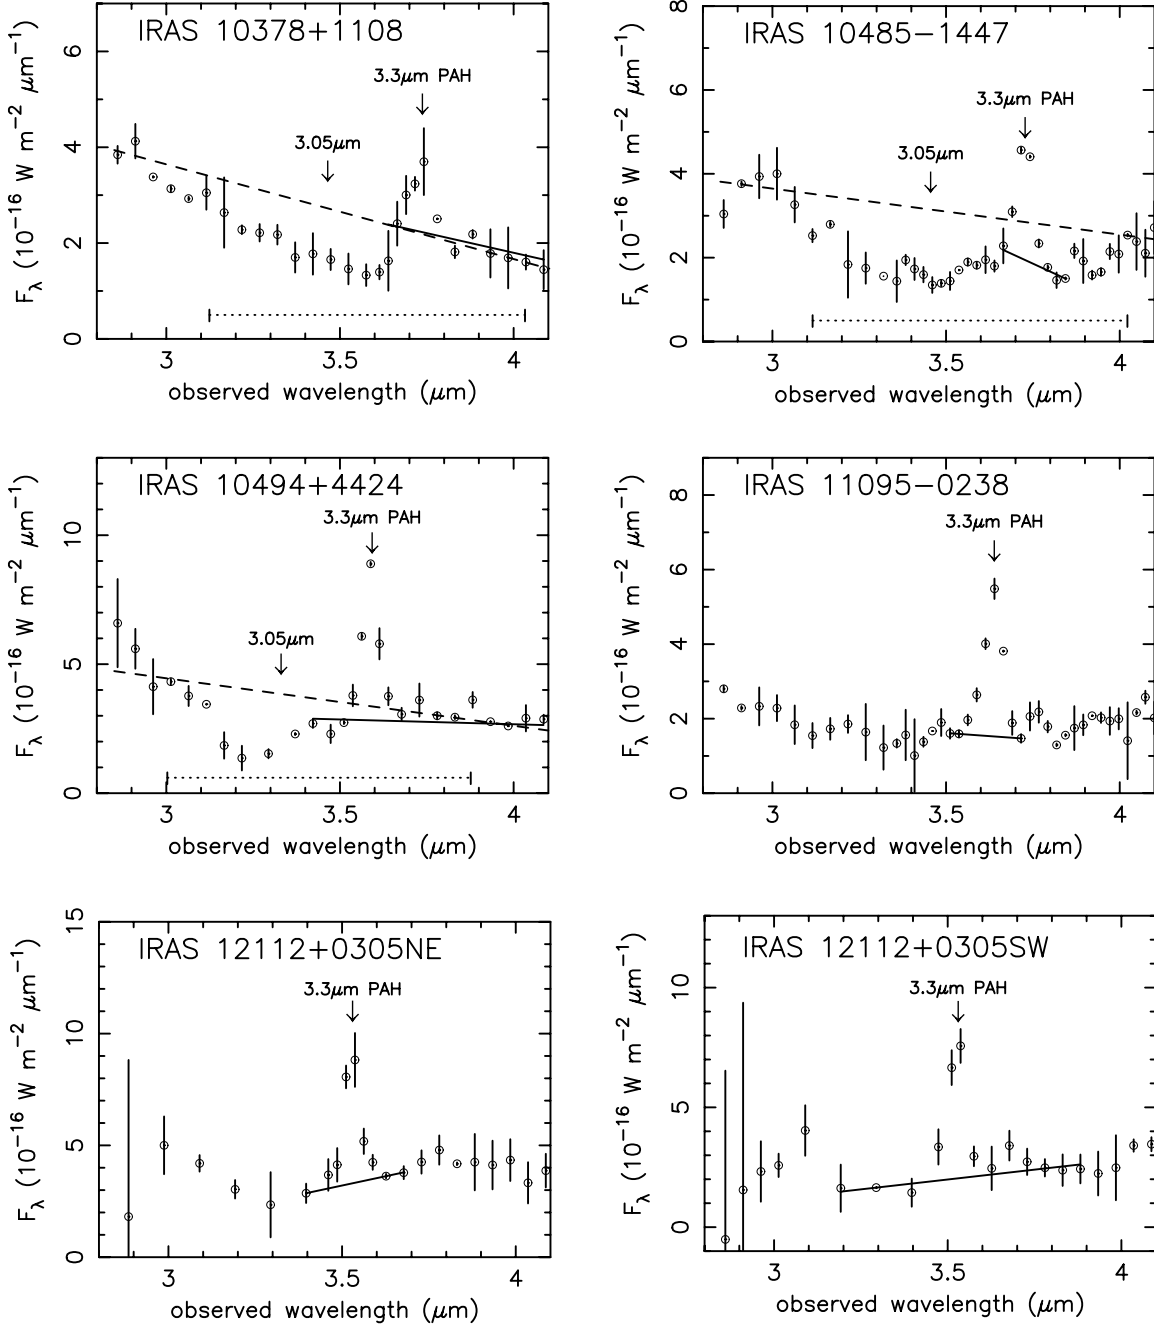 IRAS 10378+1108
3.3μm PAH
3.05μm
F_λ (10^−16 W m^−2 μm^−1)
0 2 4 6
3 3.5 4
observed wavelength (μm)
IRAS 10485−1447
3.3μm PAH
3.05μm
F_λ (10^−16 W m^−2 μm^−1)
0 2 4 6 8
3 3.5 4
observed wavelength (μm)
IRAS 10494+4424
3.3μm PAH
3.05μm
F_λ (10^−16 W m^−2 μm^−1)
0 5 10
3 3.5 4
observed wavelength (μm)
IRAS 11095−0238
3.3μm PAH
F_λ (10^−16 W m^−2 μm^−1)
0 2 4 6 8
3 3.5 4
observed wavelength (μm)
IRAS 12112+0305NE
3.3μm PAH
F_λ (10^−16 W m^−2 μm^−1)
0 5 10 15
3 3.5 4
observed wavelength (μm)
IRAS 12112+0305SW
3.3μm PAH
F_λ (10^−16 W m^−2 μm^−1)
0 5 10
3 3.5 4
observed wavelength (μm)